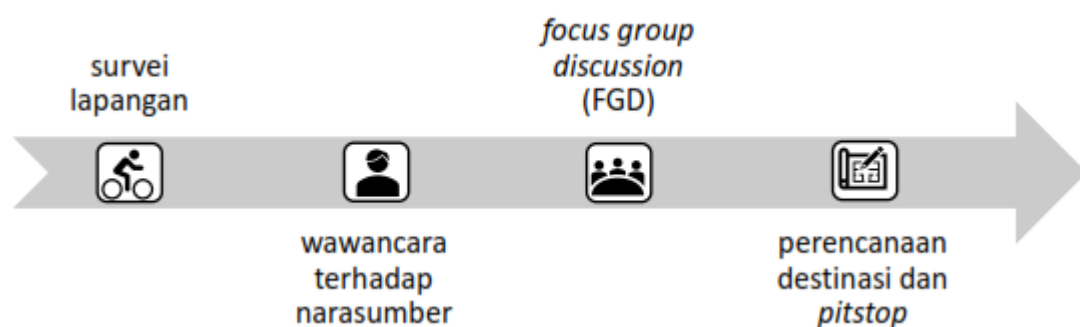 survei
lapangan
wawancara
terhadap
narasumber
focus group
discussion
(FGD)
perencanaan
destinasi dan
pitstop